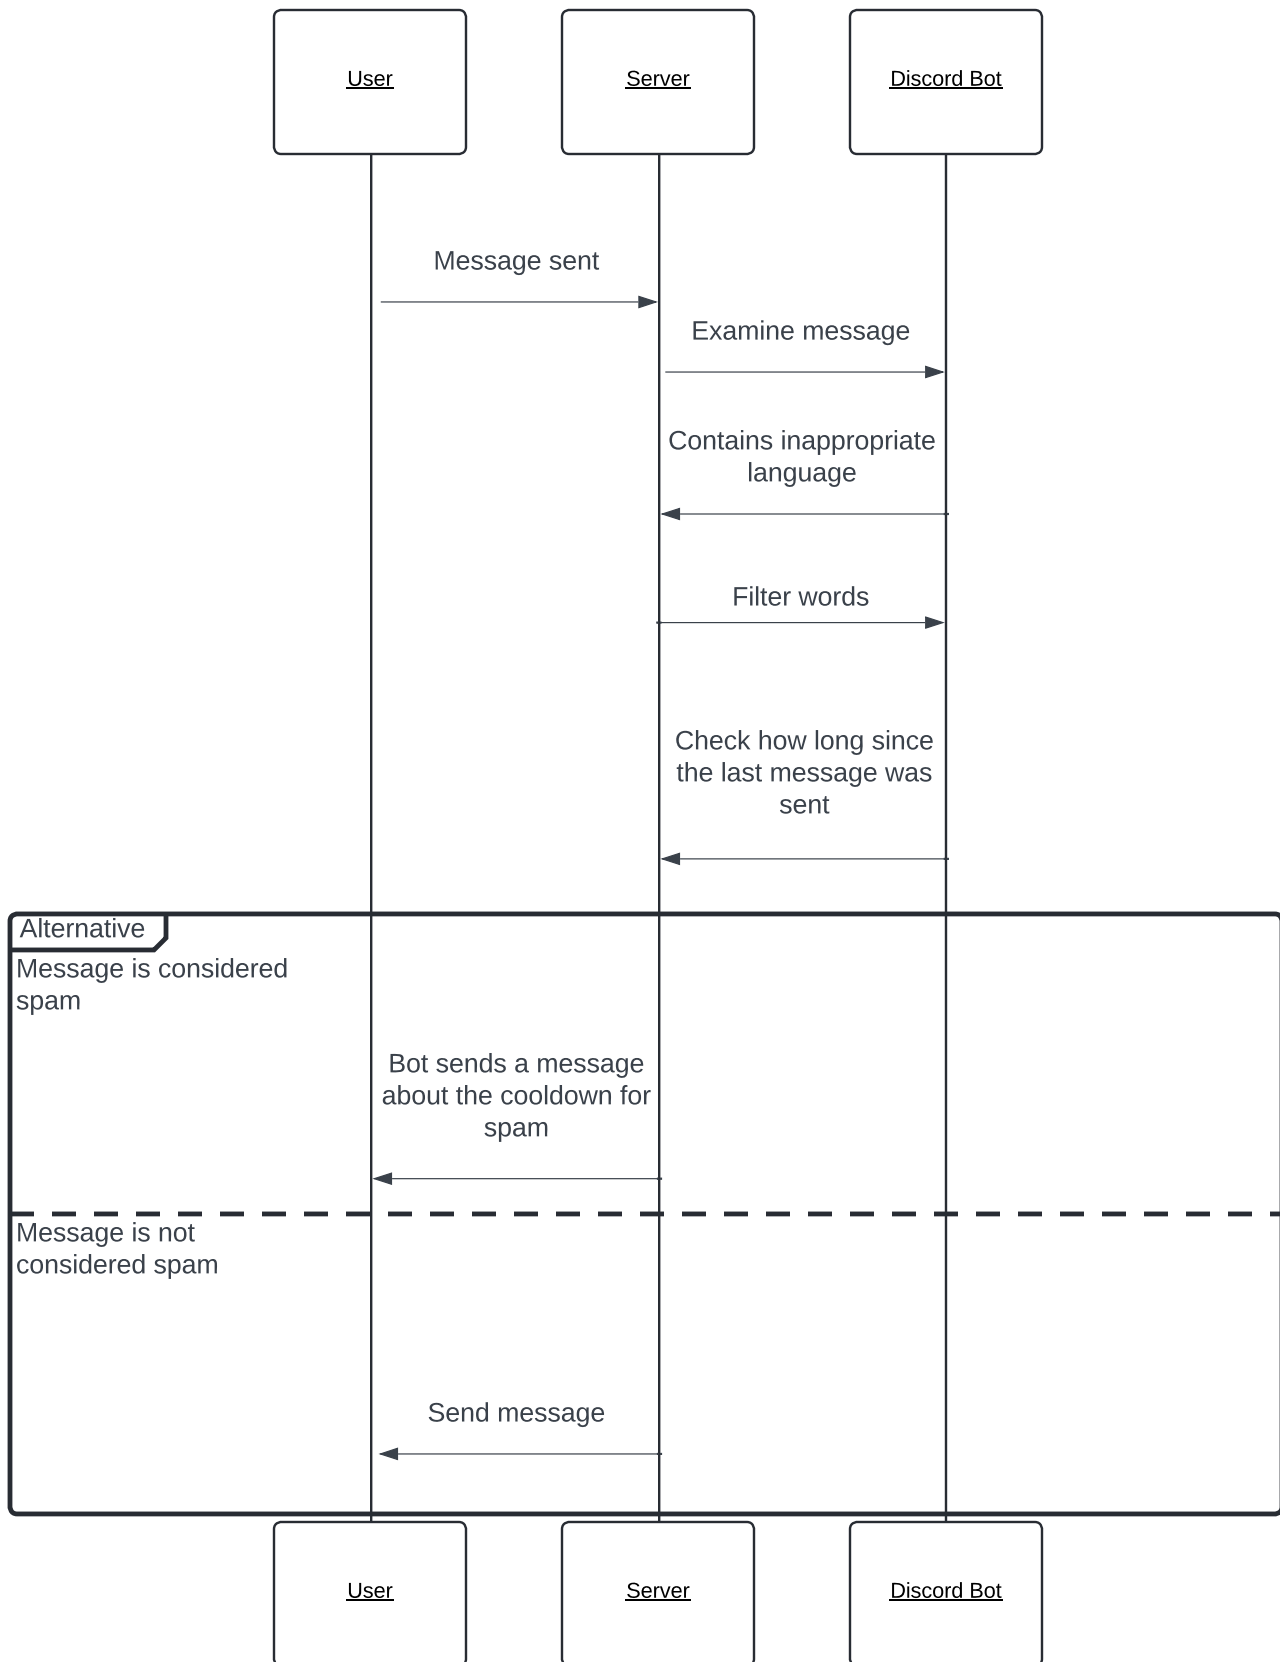 User
Server
Discord Bot
Message sent
Examine message
Contains inappropriate
language
Filter words
Check how long since
the last message was
sent
Alternative
Message is considered
spam
Bot sends a message
about the cooldown for
spam
Message is not
considered spam
Send message
User
Server
Discord Bot